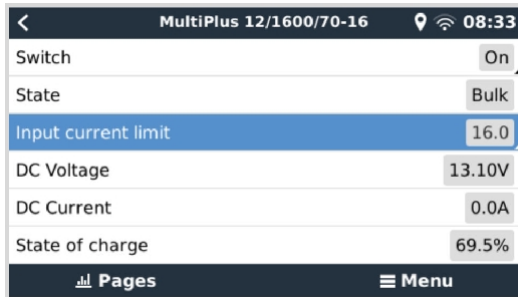 MultiPlus 12/1600/70-16 08:33
Switch On
State Bulk
Input current limit 16.0
DC Voltage 13.10V
DC Current 0.0A
State of charge 69.5%
Pages Menu